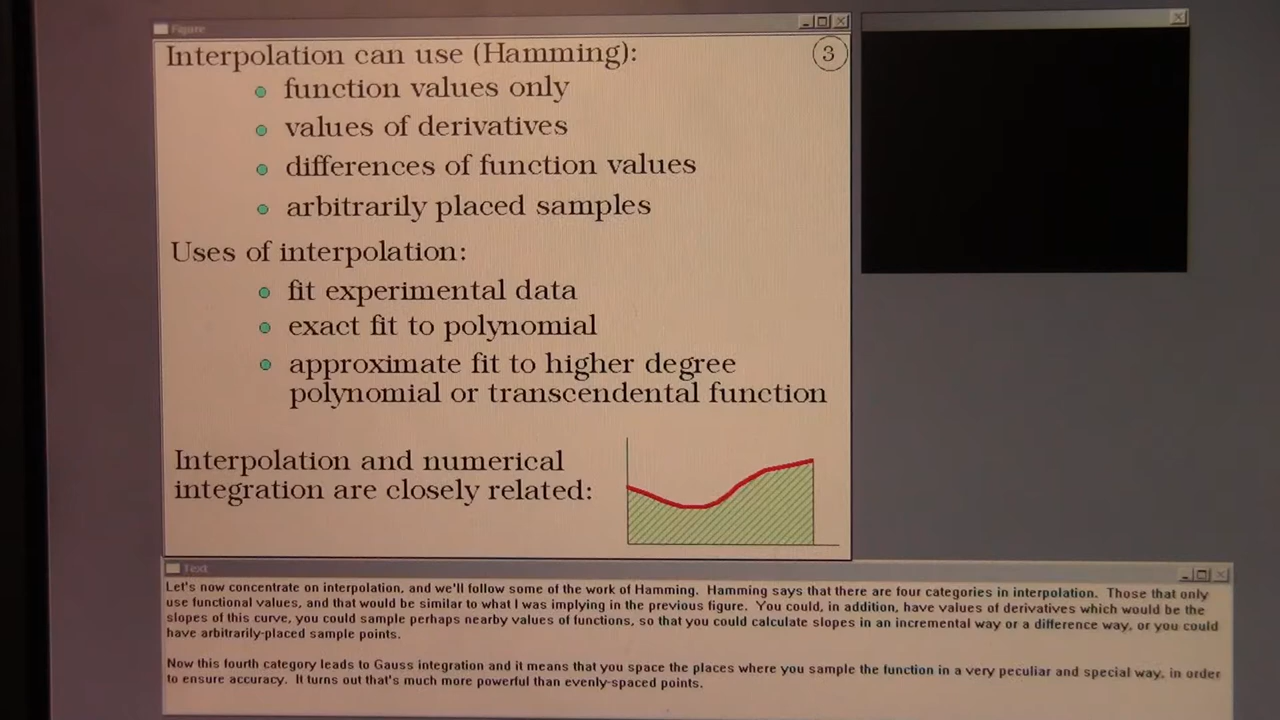 Figure
Interpolation can use (Hamming):
3
function values only
values of derivatives
differences of function values
arbitrarily placed samples
Uses of interpolation:
fit experimental data
exact fit to polynomial
approximate fit to higher degree
polynomial or transcendental function
Interpolation and numerical
integration are closely related:
Text
Let's now concentrate on interpolation, and we'll follow some of the work of Hamming. Hamming says that there are four categories in interpolation. Those that only
use functional values, and that would be similar to what I was implying in the previous figure. You could, in addition, have values of derivatives which would be the
slopes of this curve, you could sample perhaps nearby values of functions, so that you could calculate slopes in an incremental way or a difference way, or you could
have arbitrarily-placed sample points.
Now this fourth category leads to Gauss integration and it means that you space the places where you sample the function in a very peculiar and special way, in order
to ensure accuracy. It turns out that's much more powerful than evenly-spaced points.